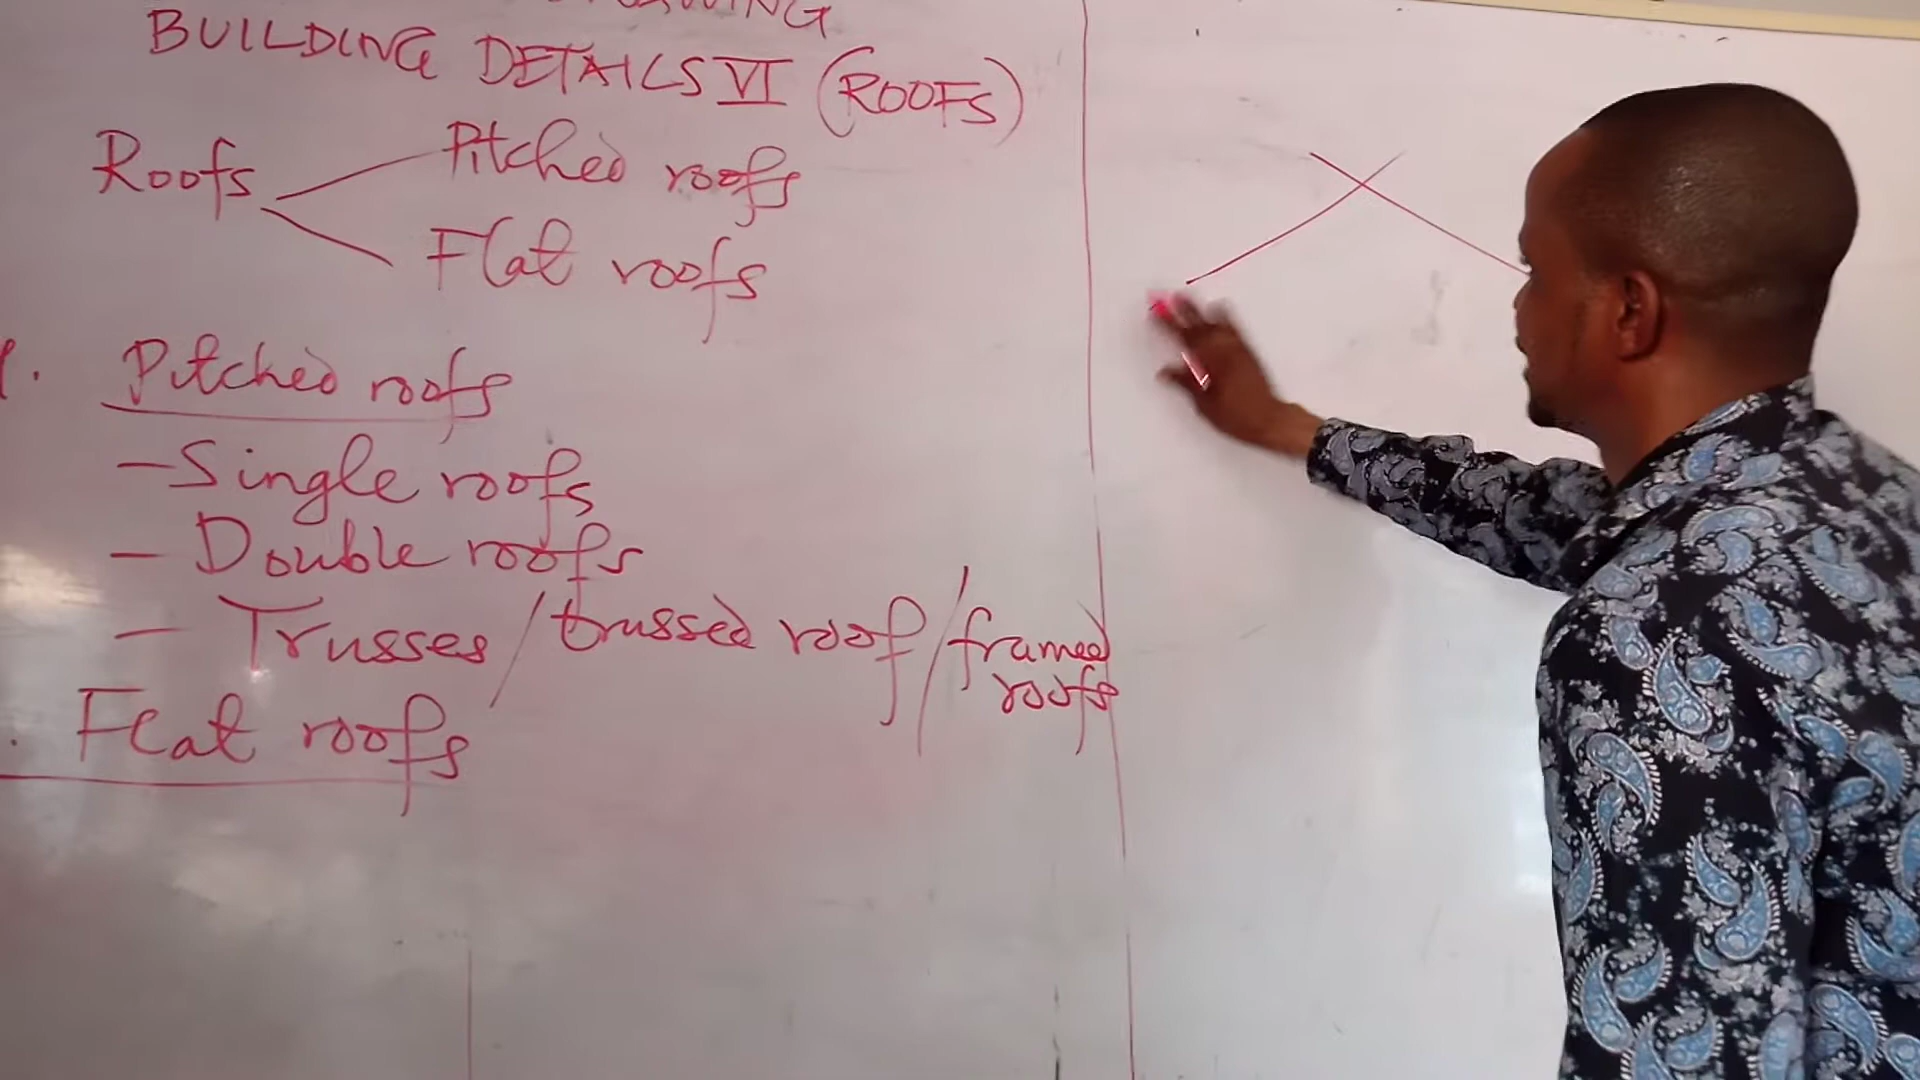 BUILDING DETAILS VI (ROOFS)
Roofs
Pitched roofs
Flat roofs
1. Pitched roofs
- Single roofs
- Double roofs
- Trusses / trussed roof / framed
roofs
Flat roofs